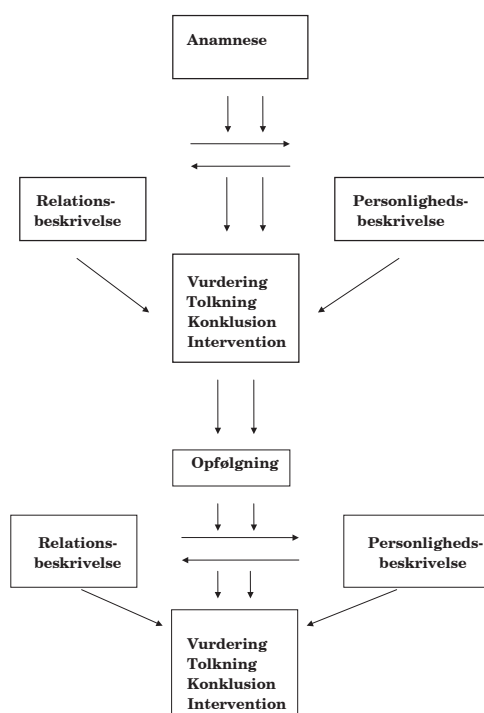 Anamnese
Relations-
beskrivelse
Personligheds-
beskrivelse
Vurdering
Tolkning
Konklusion
Intervention
Opfølgning
Relations-
beskrivelse
Personligheds-
beskrivelse
Vurdering
Tolkning
Konklusion
Intervention